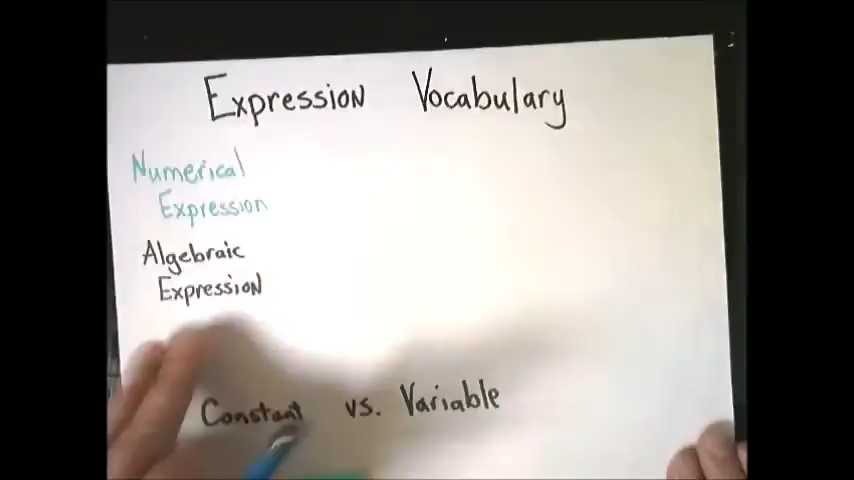 Expression Vocabulary
Numerical
Expression
Algebraic
Expression
Constant vs. Variable